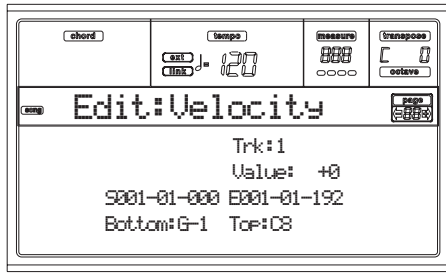 chord tempo measure transpose
ext link ♩= 120 888 C 0
octave
song Edit:Velocity page
Trk:1
Value: +0
S001-01-000 E001-01-192
Bottom:G-1 Top:C8